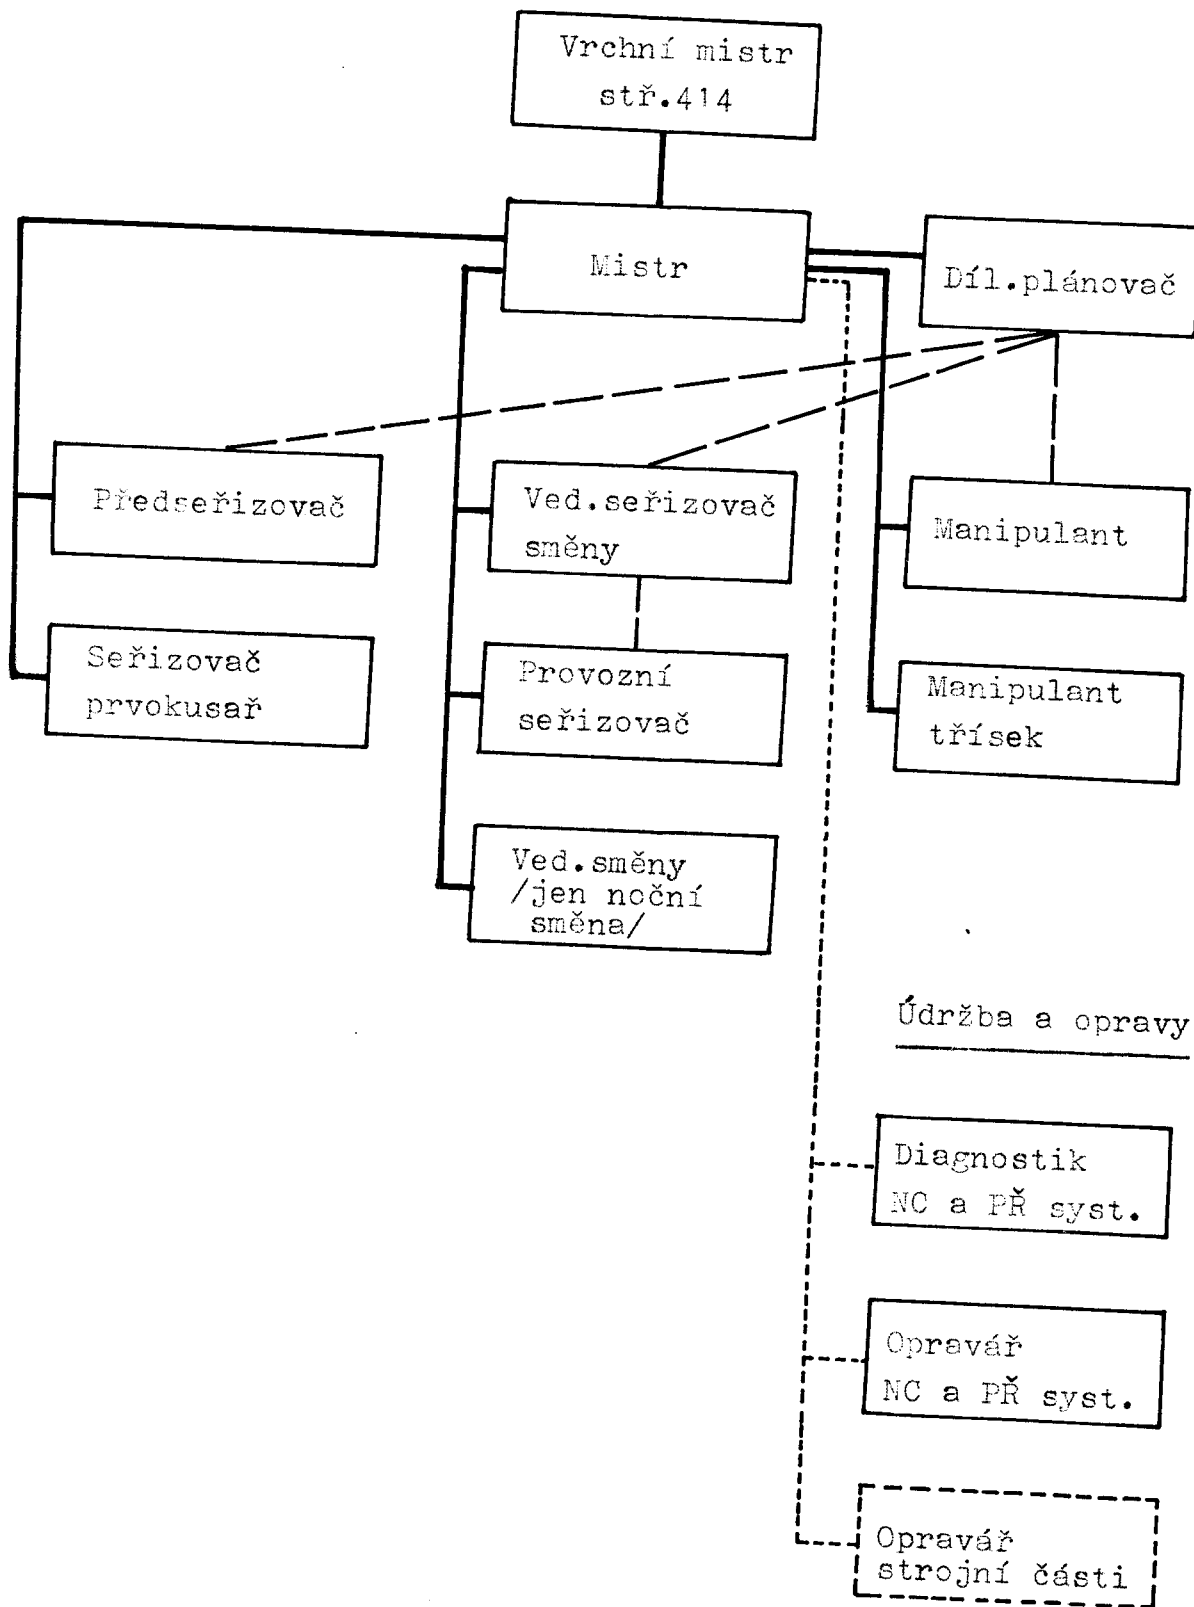 Vrchní mistr
stř.414
Mistr
Díl.plánovač
Předseřizovač
Ved.seřizovač
směny
Manipulant
Seřizovač
prvokusař
Provozní
seřizovač
Manipulant
třísek
Ved.směny
/jen noční
směna/
Údržba a opravy
Diagnostik
NC a PŘ syst.
Opravář
NC a PŘ syst.
Opravář
strojní části